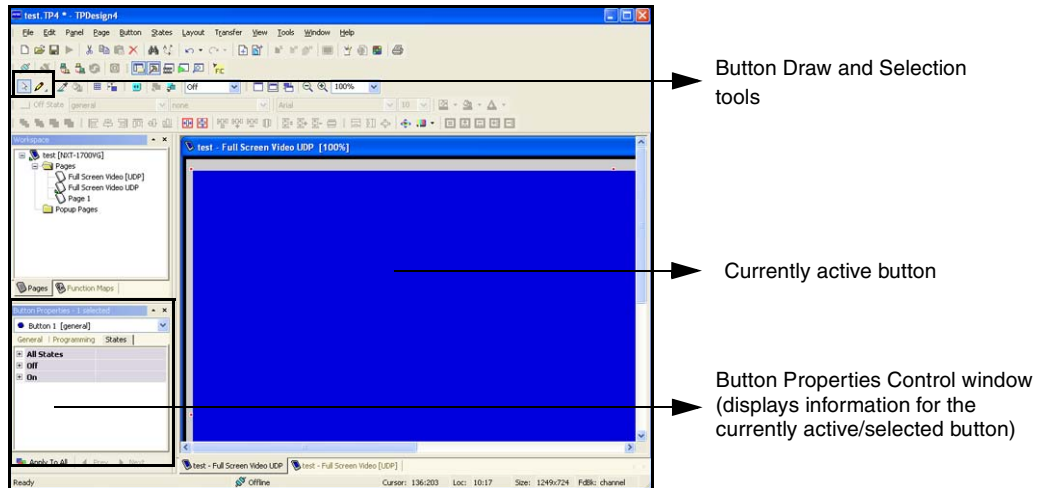 test.TP4 * - TPDesign4
File Edit Panel Page Button States Layout Transfer View Tools Window Help
Off
100%
Off State general none Arial 10
Workspace
test [NXT-1700VG]
Pages
Full Screen Video [UDP]
Full Screen Video UDP
Page 1
Popup Pages
Pages Function Maps
test - Full Screen Video UDP [100%]
Button Properties - 1 selected
Button 1 [general]
General Programming States
All States
Off
On
Apply To All Prev Next
test - Full Screen Video UDP test - Full Screen Video [UDP]
Ready Offline Cursor: 136:203 Loc: 10:17 Size: 1249x724 FdBk: channel
Button Draw and Selection
tools
Currently active button
Button Properties Control window
(displays information for the
currently active/selected button)